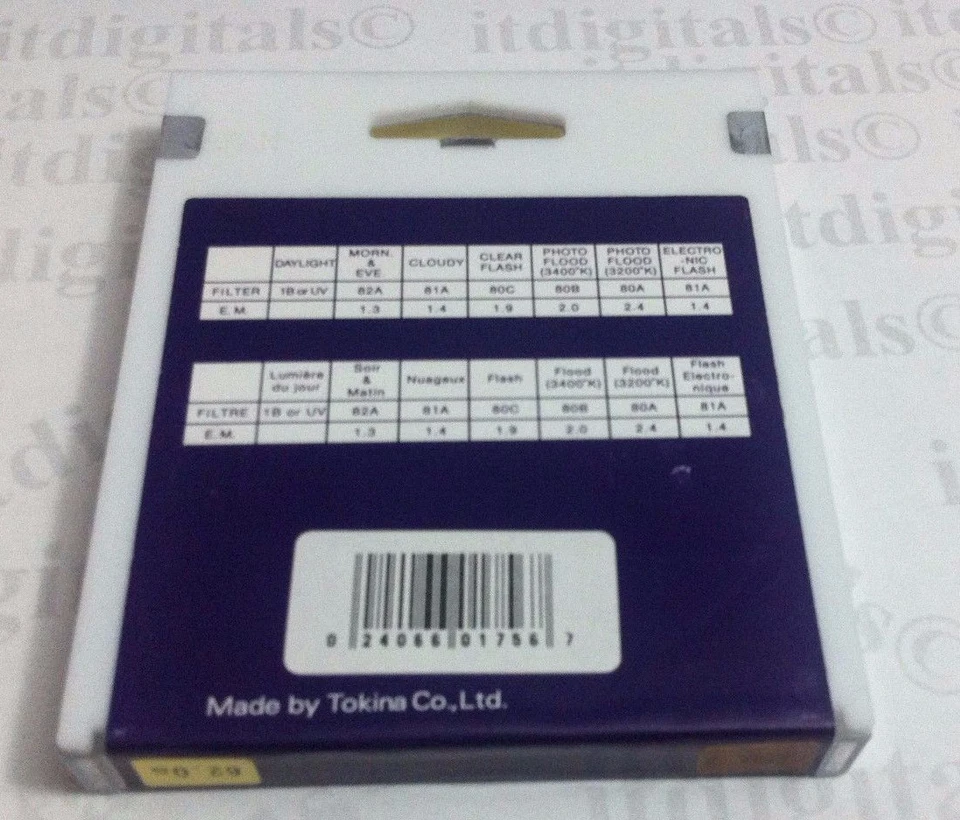 itdigitals© itdigitals© it
als© itdigitals©
itdi ls©
tdigitals
als©
DAYLIGHT MORN. & EVE. CLOUDY CLEAR FLASH PHOTO FLOOD (3400°K) PHOTO FLOOD (3200°K) ELECTRO-NIC FLASH
FILTER 1B or UV 82A 81A 80C 80B 80A 81A
E.M. 1.3 1.4 1.9 2.0 2.4 1.4
Lumière du jour Soir & Matin Nuageux Flash Flood (3400°K) Flood (3200°K) Flash Electro-nique
FILTRE 1B or UV 82A 81A 80C 80B 80A 81A
E.M. 1.3 1.4 1.9 2.0 2.4 1.4
0 24066 01756 7
Made by Tokina Co.,Ltd.